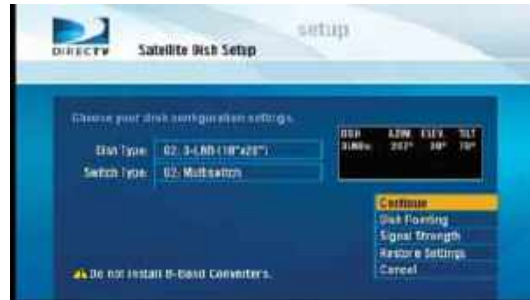 setup
DIRECTV
Satellite Dish Setup
Choose your dish configuration settings.
Dish Type: 02: 3-LNB (18"x20")
Switch Type: 02: Multiswitch
DISH AZIM ELEV TILT
Continue
Dish Pointing
Signal Strength
Restore Settings
Cancel
Do not install B-Band Converters.